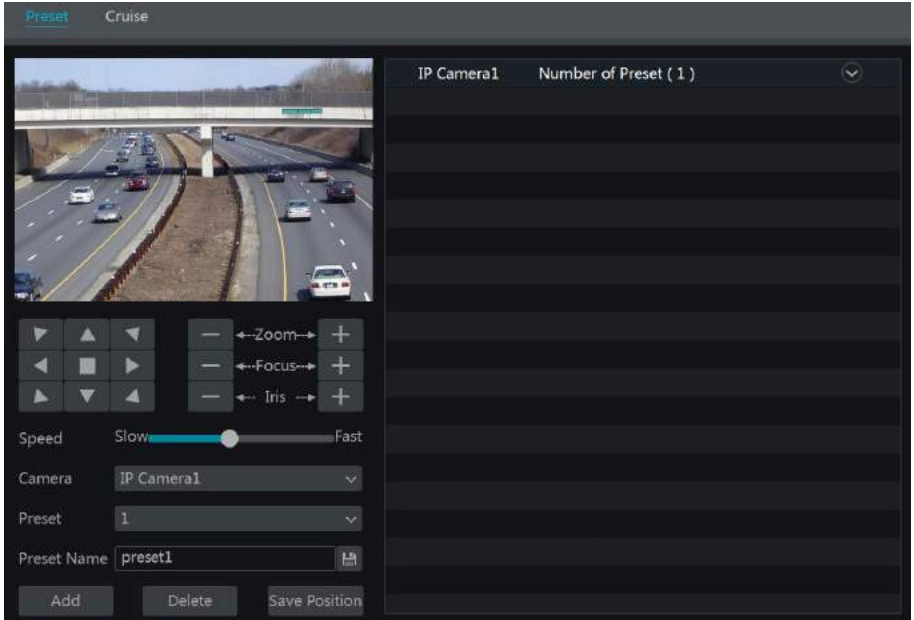 Preset Cruise
IP Camera1 Number of Preset ( 1 )
Zoom
Focus
Iris
Speed Slow Fast
Camera IP Camera1
Preset 1
Preset Name preset1
Add Delete Save Position